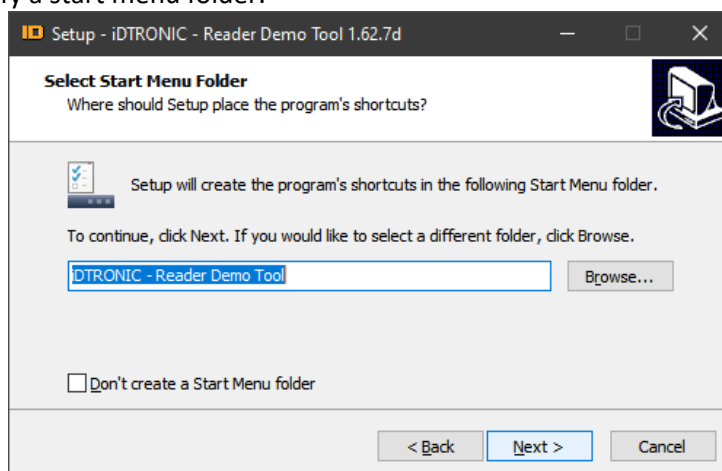 y a start menu folder.
Setup - iDTRONIC - Reader Demo Tool 1.62.7d
Select Start Menu Folder
Where should Setup place the program's shortcuts?
Setup will create the program's shortcuts in the following Start Menu folder.
To continue, click Next. If you would like to select a different folder, click Browse.
iDTRONIC - Reader Demo Tool
Browse...
Don't create a Start Menu folder
< Back
Next >
Cancel